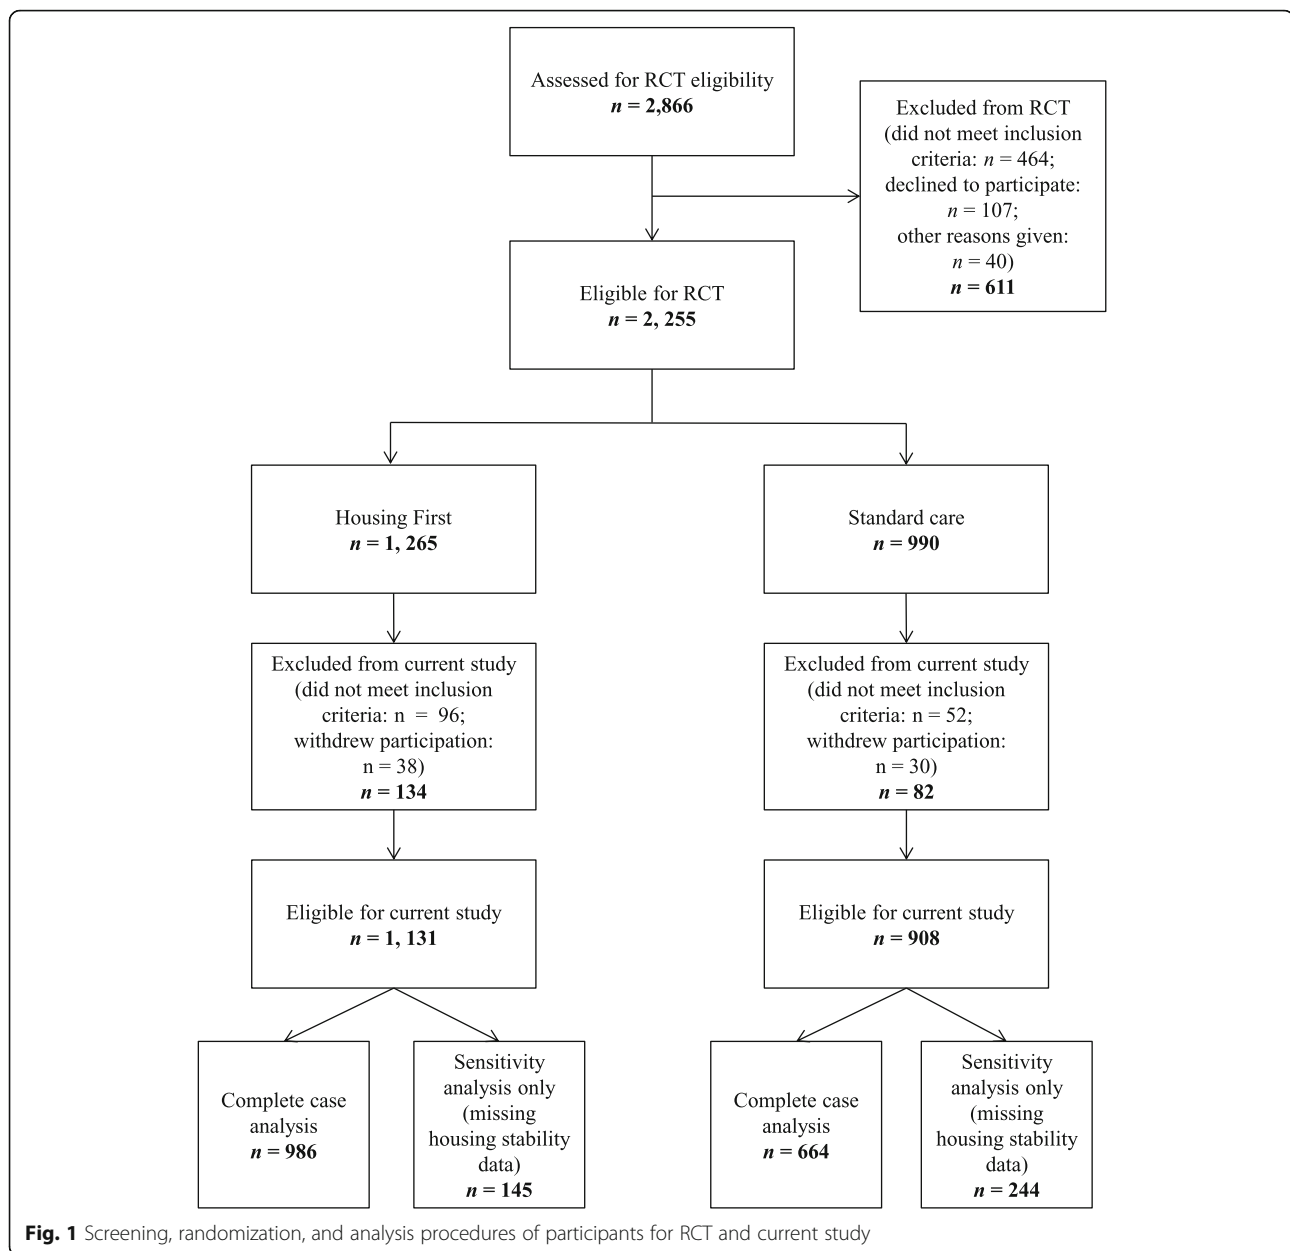 Assessed for RCT eligibility
n = 2,866
Excluded from RCT
(did not meet inclusion
criteria: n = 464;
declined to participate:
n = 107;
other reasons given:
n = 40)
n = 611
Eligible for RCT
n = 2, 255
Housing First
n = 1, 265
Standard care
n = 990
Excluded from current study
(did not meet inclusion
criteria: n = 96;
withdrew participation:
n = 38)
n = 134
Excluded from current study
(did not meet inclusion
criteria: n = 52;
withdrew participation:
n = 30)
n = 82
Eligible for current study
n = 1, 131
Eligible for current study
n = 908
Complete case
analysis
n = 986
Sensitivity
analysis only
(missing
housing stability
data)
n = 145
Complete case
analysis
n = 664
Sensitivity
analysis only
(missing
housing stability
data)
n = 244
Fig. 1 Screening, randomization, and analysis procedures of participants for RCT and current study